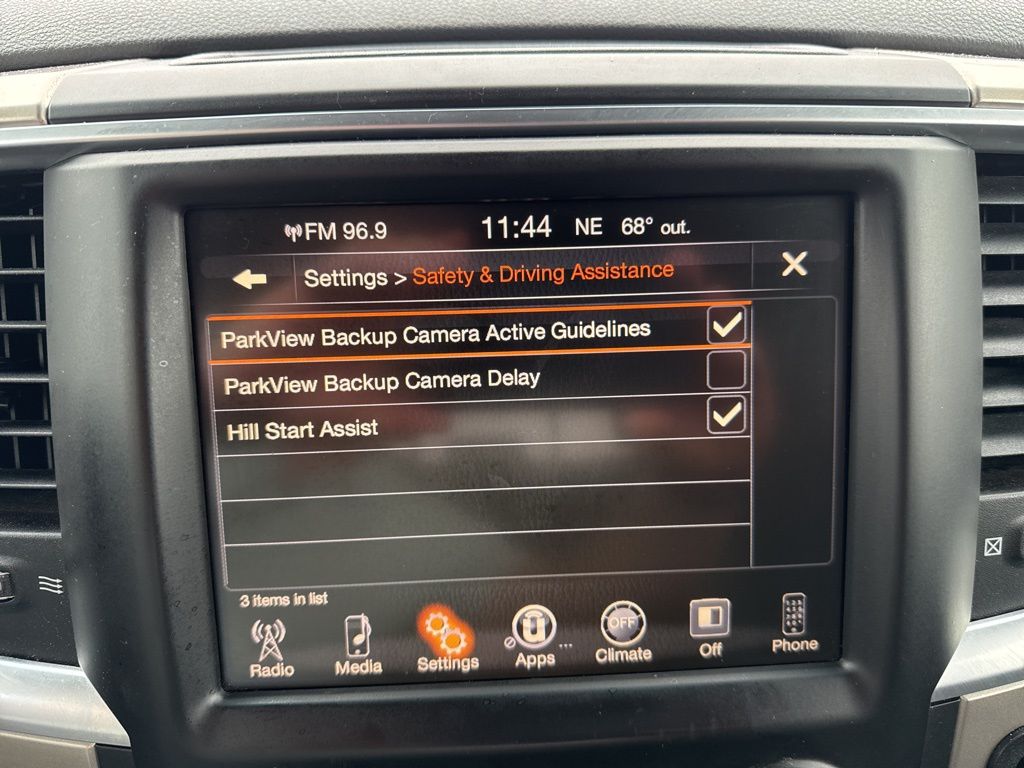 FM 96.9 11:44 NE 68° out.
Settings > Safety & Driving Assistance
ParkView Backup Camera Active Guidelines
ParkView Backup Camera Delay
Hill Start Assist
3 items in list
OFF
Radio Media Settings Apps ... Climate Off Phone